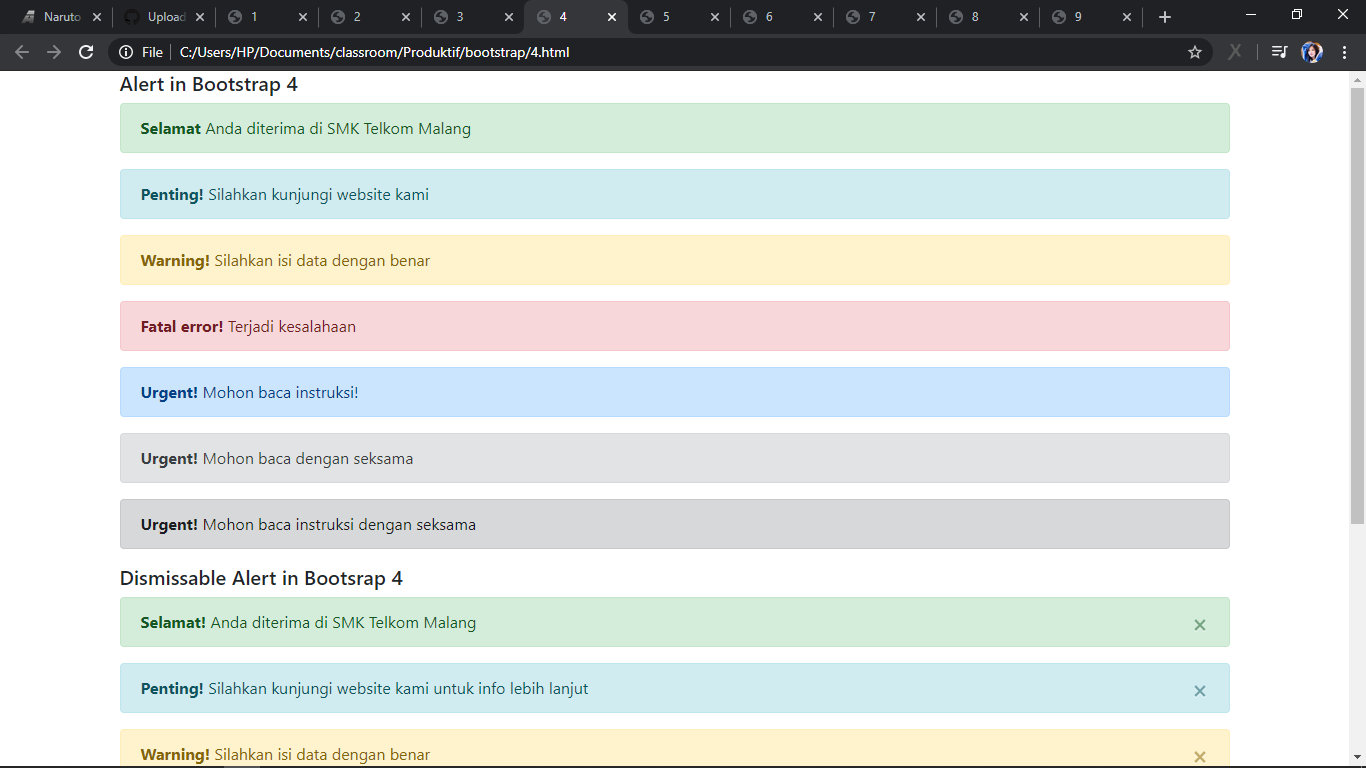 Naruto
Upload
1
2
3
4
5
6
7
8
9
File
C:/Users/HP/Documents/classroom/Produktif/bootstrap/4.html
Alert in Bootstrap 4
Selamat Anda diterima di SMK Telkom Malang
Penting! Silahkan kunjungi website kami
Warning! Silahkan isi data dengan benar
Fatal error! Terjadi kesalahaan
Urgent! Mohon baca instruksi!
Urgent! Mohon baca dengan seksama
Urgent! Mohon baca instruksi dengan seksama
Dismissable Alert in Bootsrap 4
Selamat! Anda diterima di SMK Telkom Malang
Penting! Silahkan kunjungi website kami untuk info lebih lanjut
Warning! Silahkan isi data dengan benar